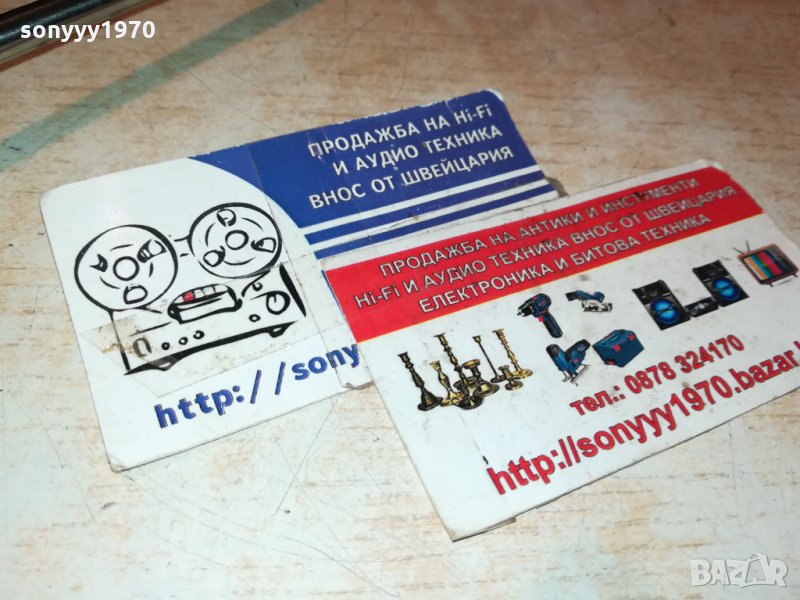 sonyyy1970
ПРОДАЖБА НА Hi-Fi
И АУДИО ТЕХНИКА
ВНОС ОТ ШВЕЙЦАРИЯ
http://sony
ПРОДАЖБА НА АНТИКИ И ИНСТРУМЕНТИ
Hi-Fi И АУДИО ТЕХНИКА ВНОС ОТ ШВЕЙЦАРИЯ
ЕЛЕКТРОНИКА И БИТОВА ТЕХНИКА
тел.: 0878 324170
http://sonyyy1970.bazar.
BAZAR